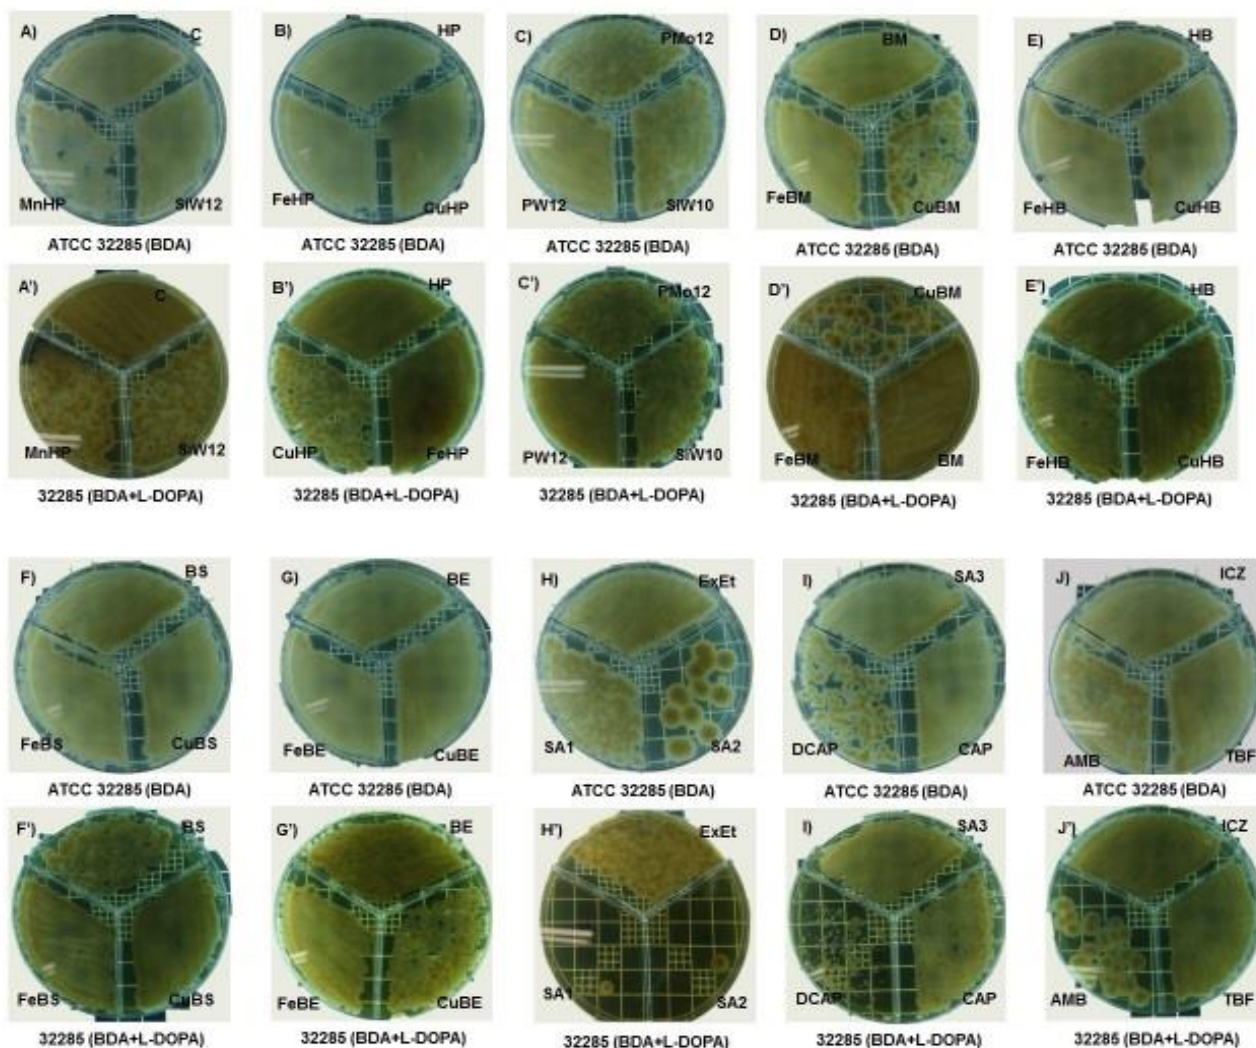 A) C
MnHP SiW12
ATCC 32285 (BDA)
B) HP
FeHP CuHP
ATCC 32285 (BDA)
C) PMo12
PW12 SiW10
ATCC 32285 (BDA)
D) BM
FeBM CuBM
ATCC 32285 (BDA)
E) HB
FeHB CuHB
ATCC 32285 (BDA)
A') C
MnHP SiW12
32285 (BDA+L-DOPA)
B') HP
CuHP FeHP
32285 (BDA+L-DOPA)
C') PMo12
PW12 SiW10
32285 (BDA+L-DOPA)
D') CuBM
FeBM BM
32285 (BDA+L-DOPA)
E') HB
FeHB CuHB
32285 (BDA+L-DOPA)
F) BS
FeBS CuBS
ATCC 32285 (BDA)
G) BE
FeBE CuBE
ATCC 32285 (BDA)
H) ExEt
SA1 SA2
ATCC 32285 (BDA)
I) SA3
DCAP CAP
ATCC 32285 (BDA)
J) ICZ
AMB TBF
ATCC 32285 (BDA)
F') BS
FeBS CuBS
32285 (BDA+L-DOPA)
G') BE
FeBE CuBE
32285 (BDA+L-DOPA)
H') ExEt
SA1 SA2
32285 (BDA+L-DOPA)
I) SA3
DCAP CAP
32285 (BDA+L-DOPA)
J') ICZ
AMB TBF
32285 (BDA+L-DOPA)